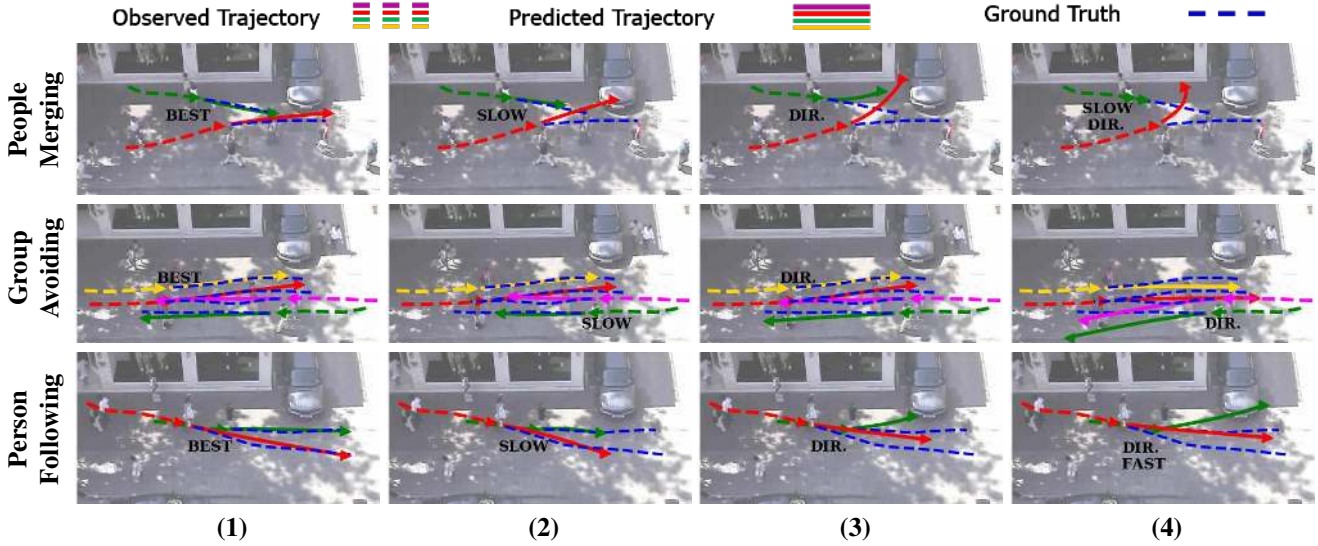 Observed Trajectory Predicted Trajectory Ground Truth
People Merging
BEST
SLOW
DIR.
SLOW
DIR.
Group Avoiding
BEST
SLOW
DIR.
DIR.
Person Following
BEST
SLOW
DIR.
DIR.
FAST
(1) (2) (3) (4)